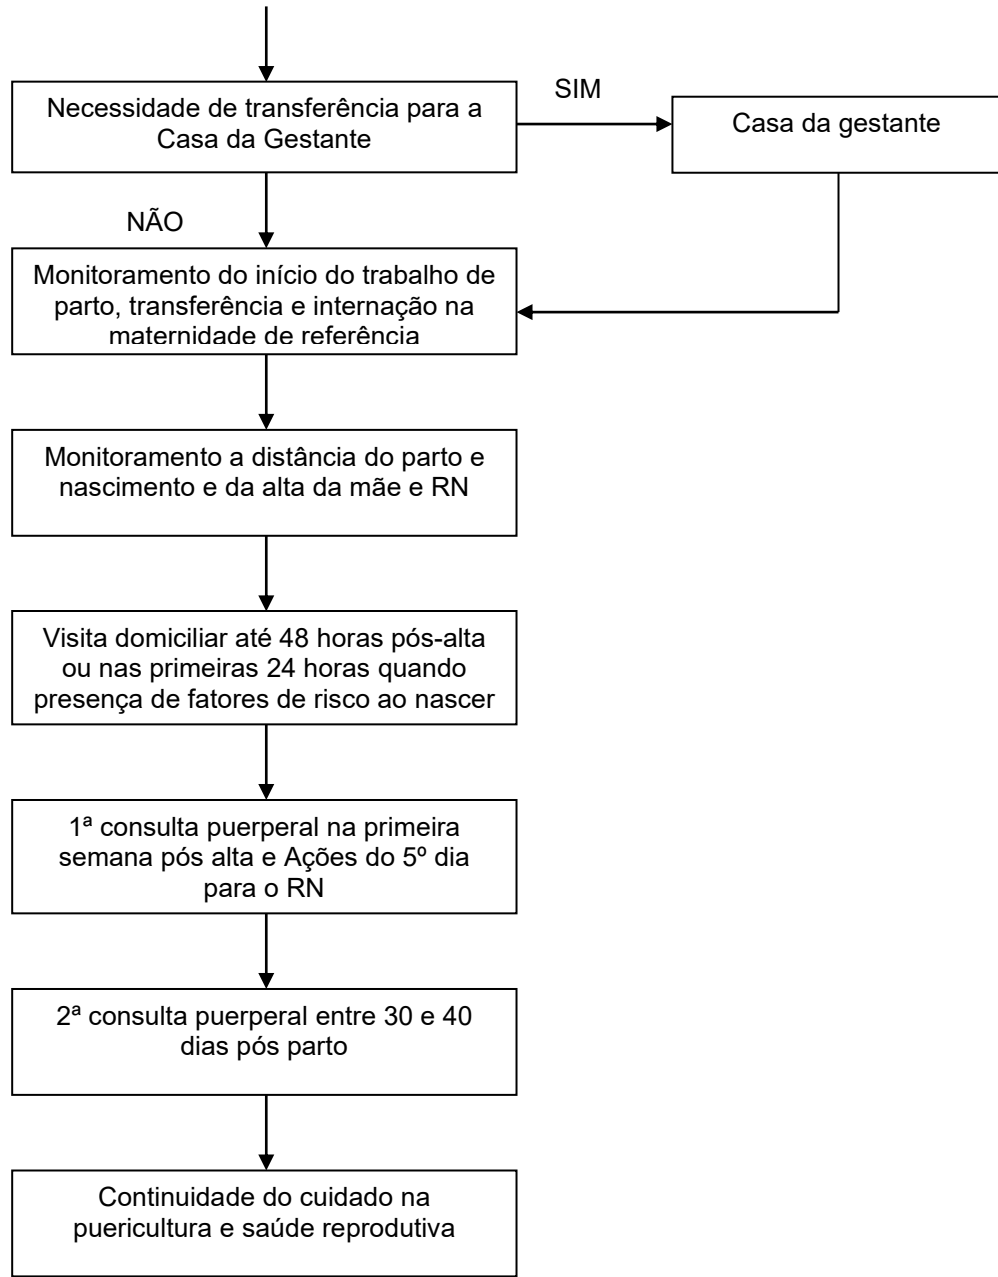 Necessidade de transferência para a
Casa da Gestante
SIM
Casa da gestante
NÃO
Monitoramento do início do trabalho de
parto, transferência e internação na
maternidade de referência
Monitoramento a distância do parto e
nascimento e da alta da mãe e RN
Visita domiciliar até 48 horas pós-alta
ou nas primeiras 24 horas quando
presença de fatores de risco ao nascer
1ª consulta puerperal na primeira
semana pós alta e Ações do 5º dia
para o RN
2ª consulta puerperal entre 30 e 40
dias pós parto
Continuidade do cuidado na
puericultura e saúde reprodutiva